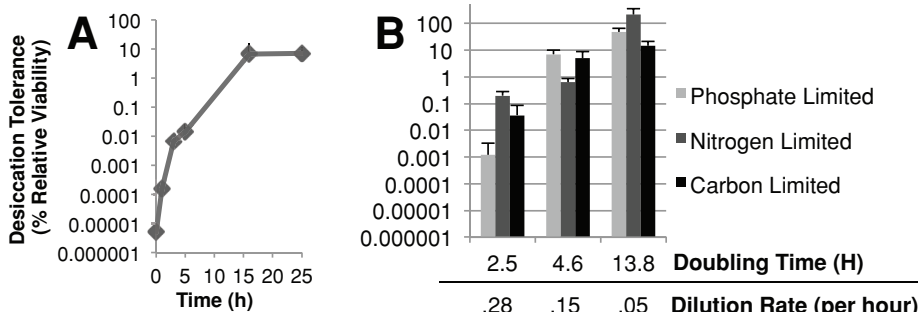 A
Desiccation Tolerance
(% Relative Viability)
100
10
1
0.1
0.01
0.001
0.0001
0.00001
0.000001
0 5 10 15 20 25
Time (h)
B
100
10
1
0.1
0.01
0.001
0.0001
0.00001
0.000001
Phosphate Limited
Nitrogen Limited
Carbon Limited
2.5 4.6 13.8 Doubling Time (H)
.28 .15 .05 Dilution Rate (per hour)